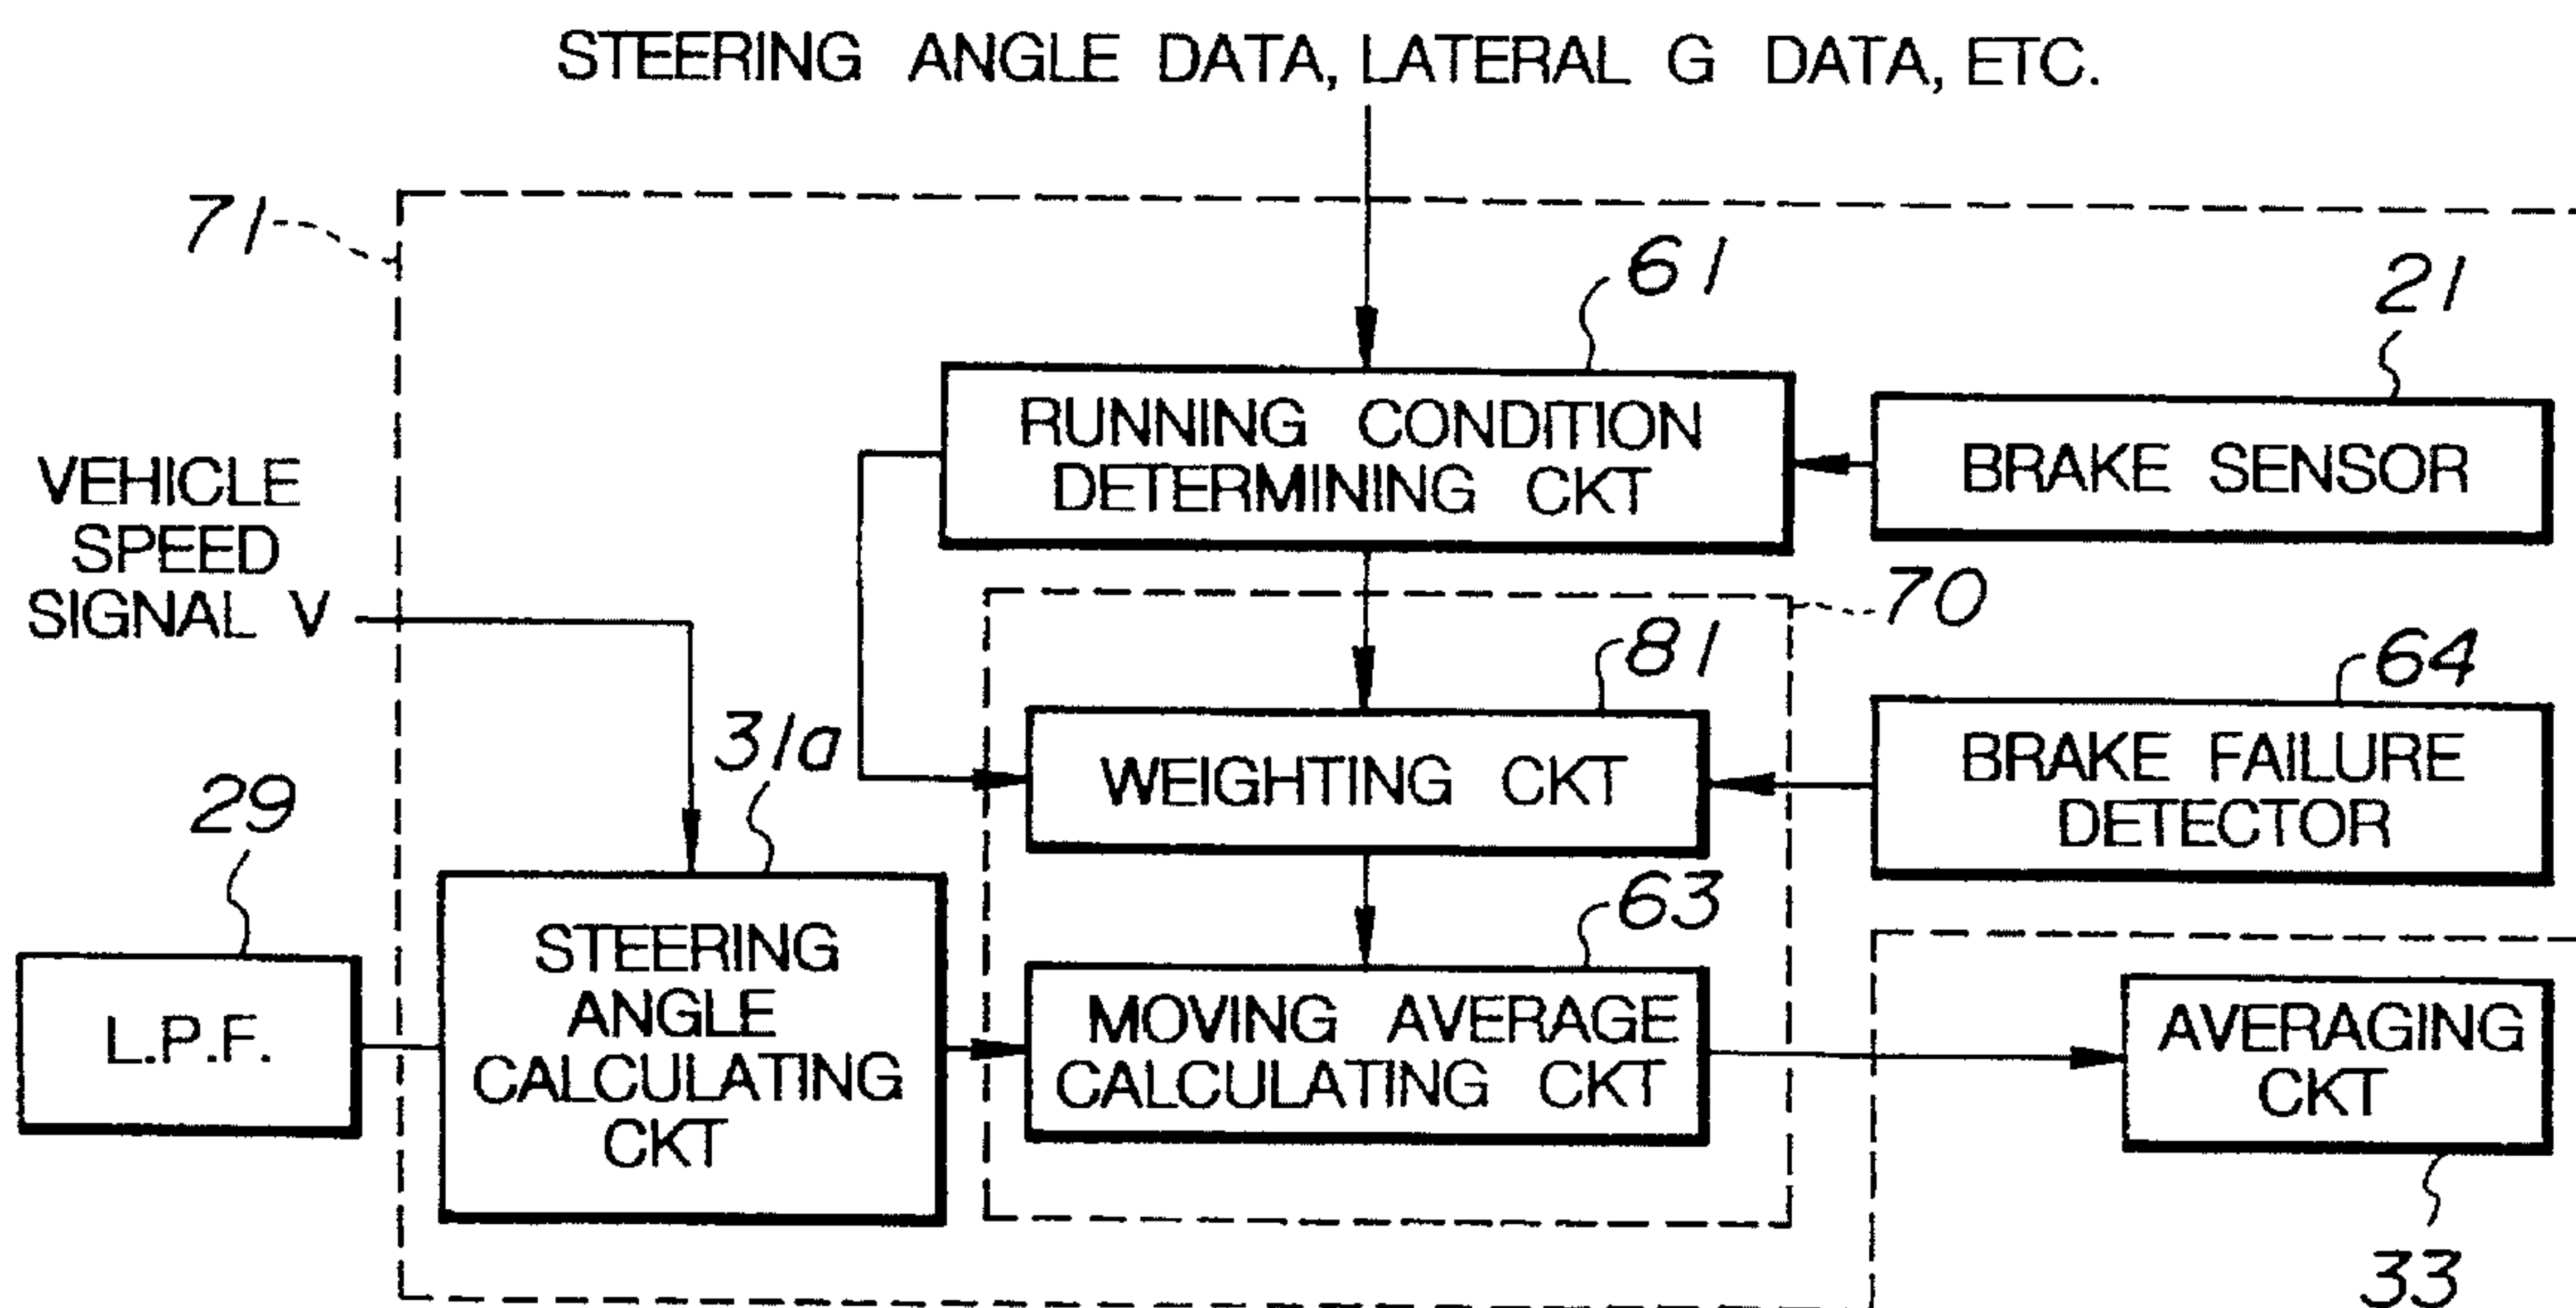 STEERING ANGLE DATA, LATERAL G DATA, ETC.
71
61
21
RUNNING CONDITION
DETERMINING CKT
BRAKE SENSOR
VEHICLE
SPEED
SIGNAL V
70
81
64
31a
WEIGHTING CKT
BRAKE FAILURE
DETECTOR
29
63
L.P.F.
STEERING
ANGLE
CALCULATING
CKT
MOVING AVERAGE
CALCULATING CKT
AVERAGING
CKT
33